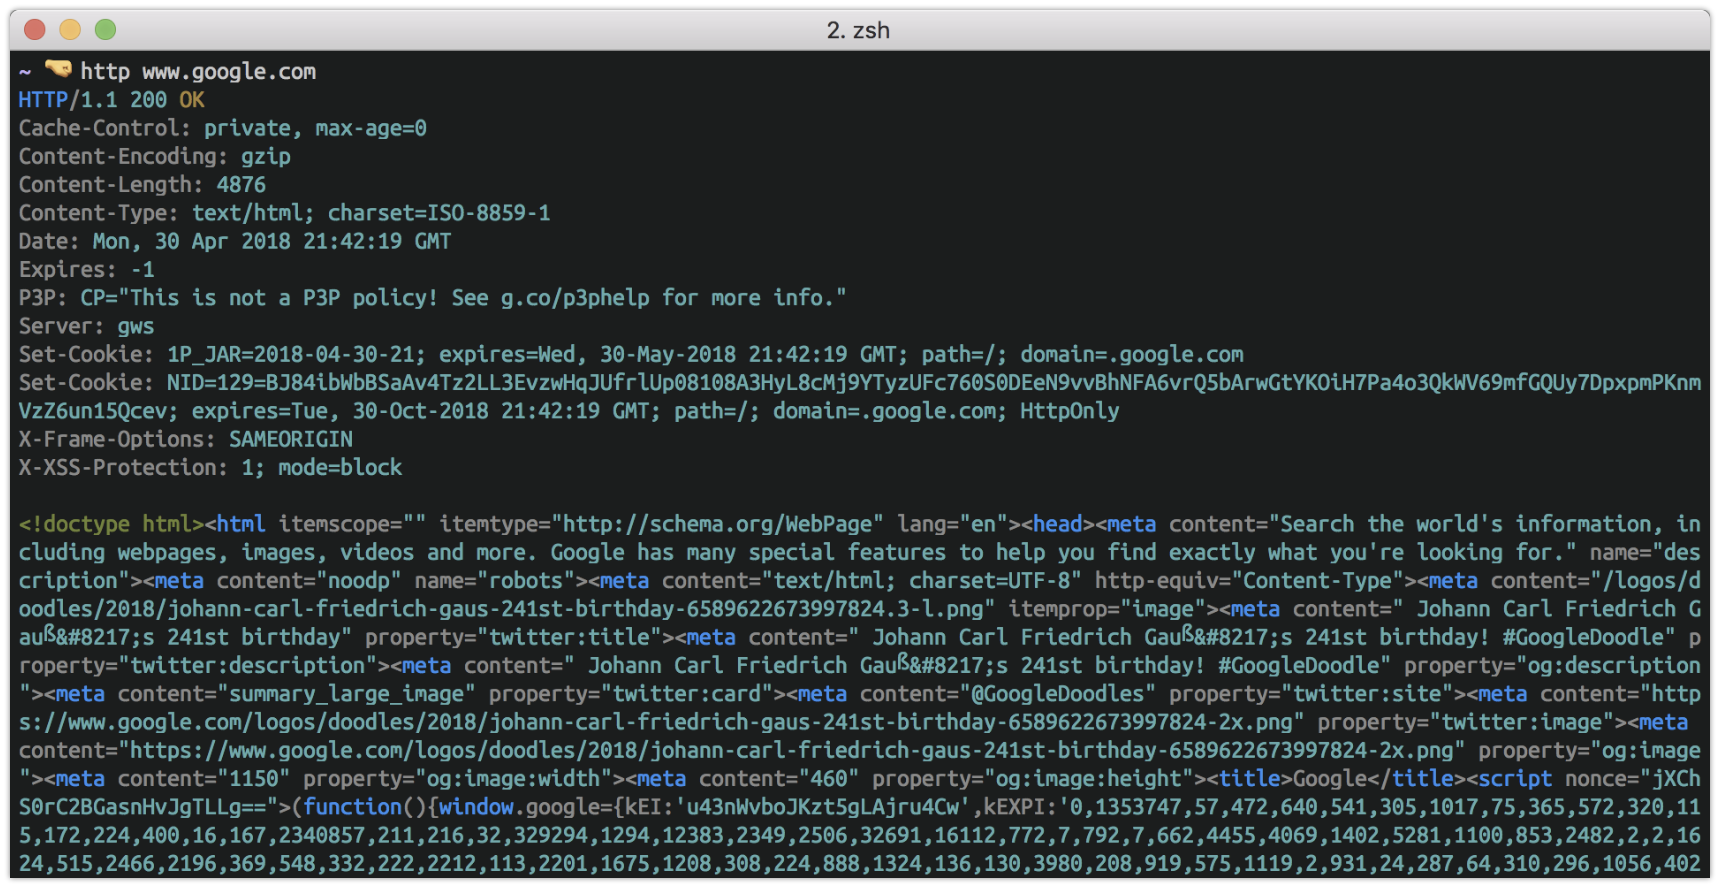 2. zsh
~ 🤜 http www.google.com
HTTP/1.1 200 OK
Cache-Control: private, max-age=0
Content-Encoding: gzip
Content-Length: 4876
Content-Type: text/html; charset=ISO-8859-1
Date: Mon, 30 Apr 2018 21:42:19 GMT
Expires: -1
P3P: CP="This is not a P3P policy! See g.co/p3phelp for more info."
Server: gws
Set-Cookie: 1P_JAR=2018-04-30-21; expires=Wed, 30-May-2018 21:42:19 GMT; path=/; domain=.google.com
Set-Cookie: NID=129=BJ84ibWbBSaAv4Tz2LL3EvzwHqJUfrlUp08108A3HyL8cMj9YTyzUFc760S0DEeN9vvBhNFA6vrQ5bArwGtYKOiH7Pa4o3QkWV69mfGQUy7DpxpmPKnm
VzZ6un15Qcev; expires=Tue, 30-Oct-2018 21:42:19 GMT; path=/; domain=.google.com; HttpOnly
X-Frame-Options: SAMEORIGIN
X-XSS-Protection: 1; mode=block
<!doctype html><html itemscope="" itemtype="http://schema.org/WebPage" lang="en"><head><meta content="Search the world's information, in
cluding webpages, images, videos and more. Google has many special features to help you find exactly what you're looking for." name="des
cription"><meta content="noodp" name="robots"><meta content="text/html; charset=UTF-8" http-equiv="Content-Type"><meta content="/logos/d
oodles/2018/johann-carl-friedrich-gaus-241st-birthday-6589622673997824.3-l.png" itemprop="image"><meta content=" Johann Carl Friedrich G
auß&#8217;s 241st birthday" property="twitter:title"><meta content=" Johann Carl Friedrich Gauß&#8217;s 241st birthday! #GoogleDoodle" p
roperty="twitter:description"><meta content=" Johann Carl Friedrich Gauß&#8217;s 241st birthday! #GoogleDoodle" property="og:description
"><meta content="summary_large_image" property="twitter:card"><meta content="@GoogleDoodles" property="twitter:site"><meta content="http
s://www.google.com/logos/doodles/2018/johann-carl-friedrich-gaus-241st-birthday-6589622673997824-2x.png" property="twitter:image"><meta
content="https://www.google.com/logos/doodles/2018/johann-carl-friedrich-gaus-241st-birthday-6589622673997824-2x.png" property="og:image
"><meta content="1150" property="og:image:width"><meta content="460" property="og:image:height"><title>Google</title><script nonce="jXCh
S0rC2BGasnHvJgTLLg==">(function(){window.google={kEI:'u43nWvboJKzt5gLAjru4Cw',kEXPI:'0,1353747,57,472,640,541,305,1017,75,365,572,320,11
5,172,224,400,16,167,2340857,211,216,32,329294,1294,12383,2349,2506,32691,16112,772,7,792,7,662,4455,4069,1402,5281,1100,853,2482,2,2,16
24,515,2466,2196,369,548,332,222,2212,113,2201,1675,1208,308,224,888,1324,136,130,3980,208,919,575,1119,2,931,24,287,64,310,296,1056,402